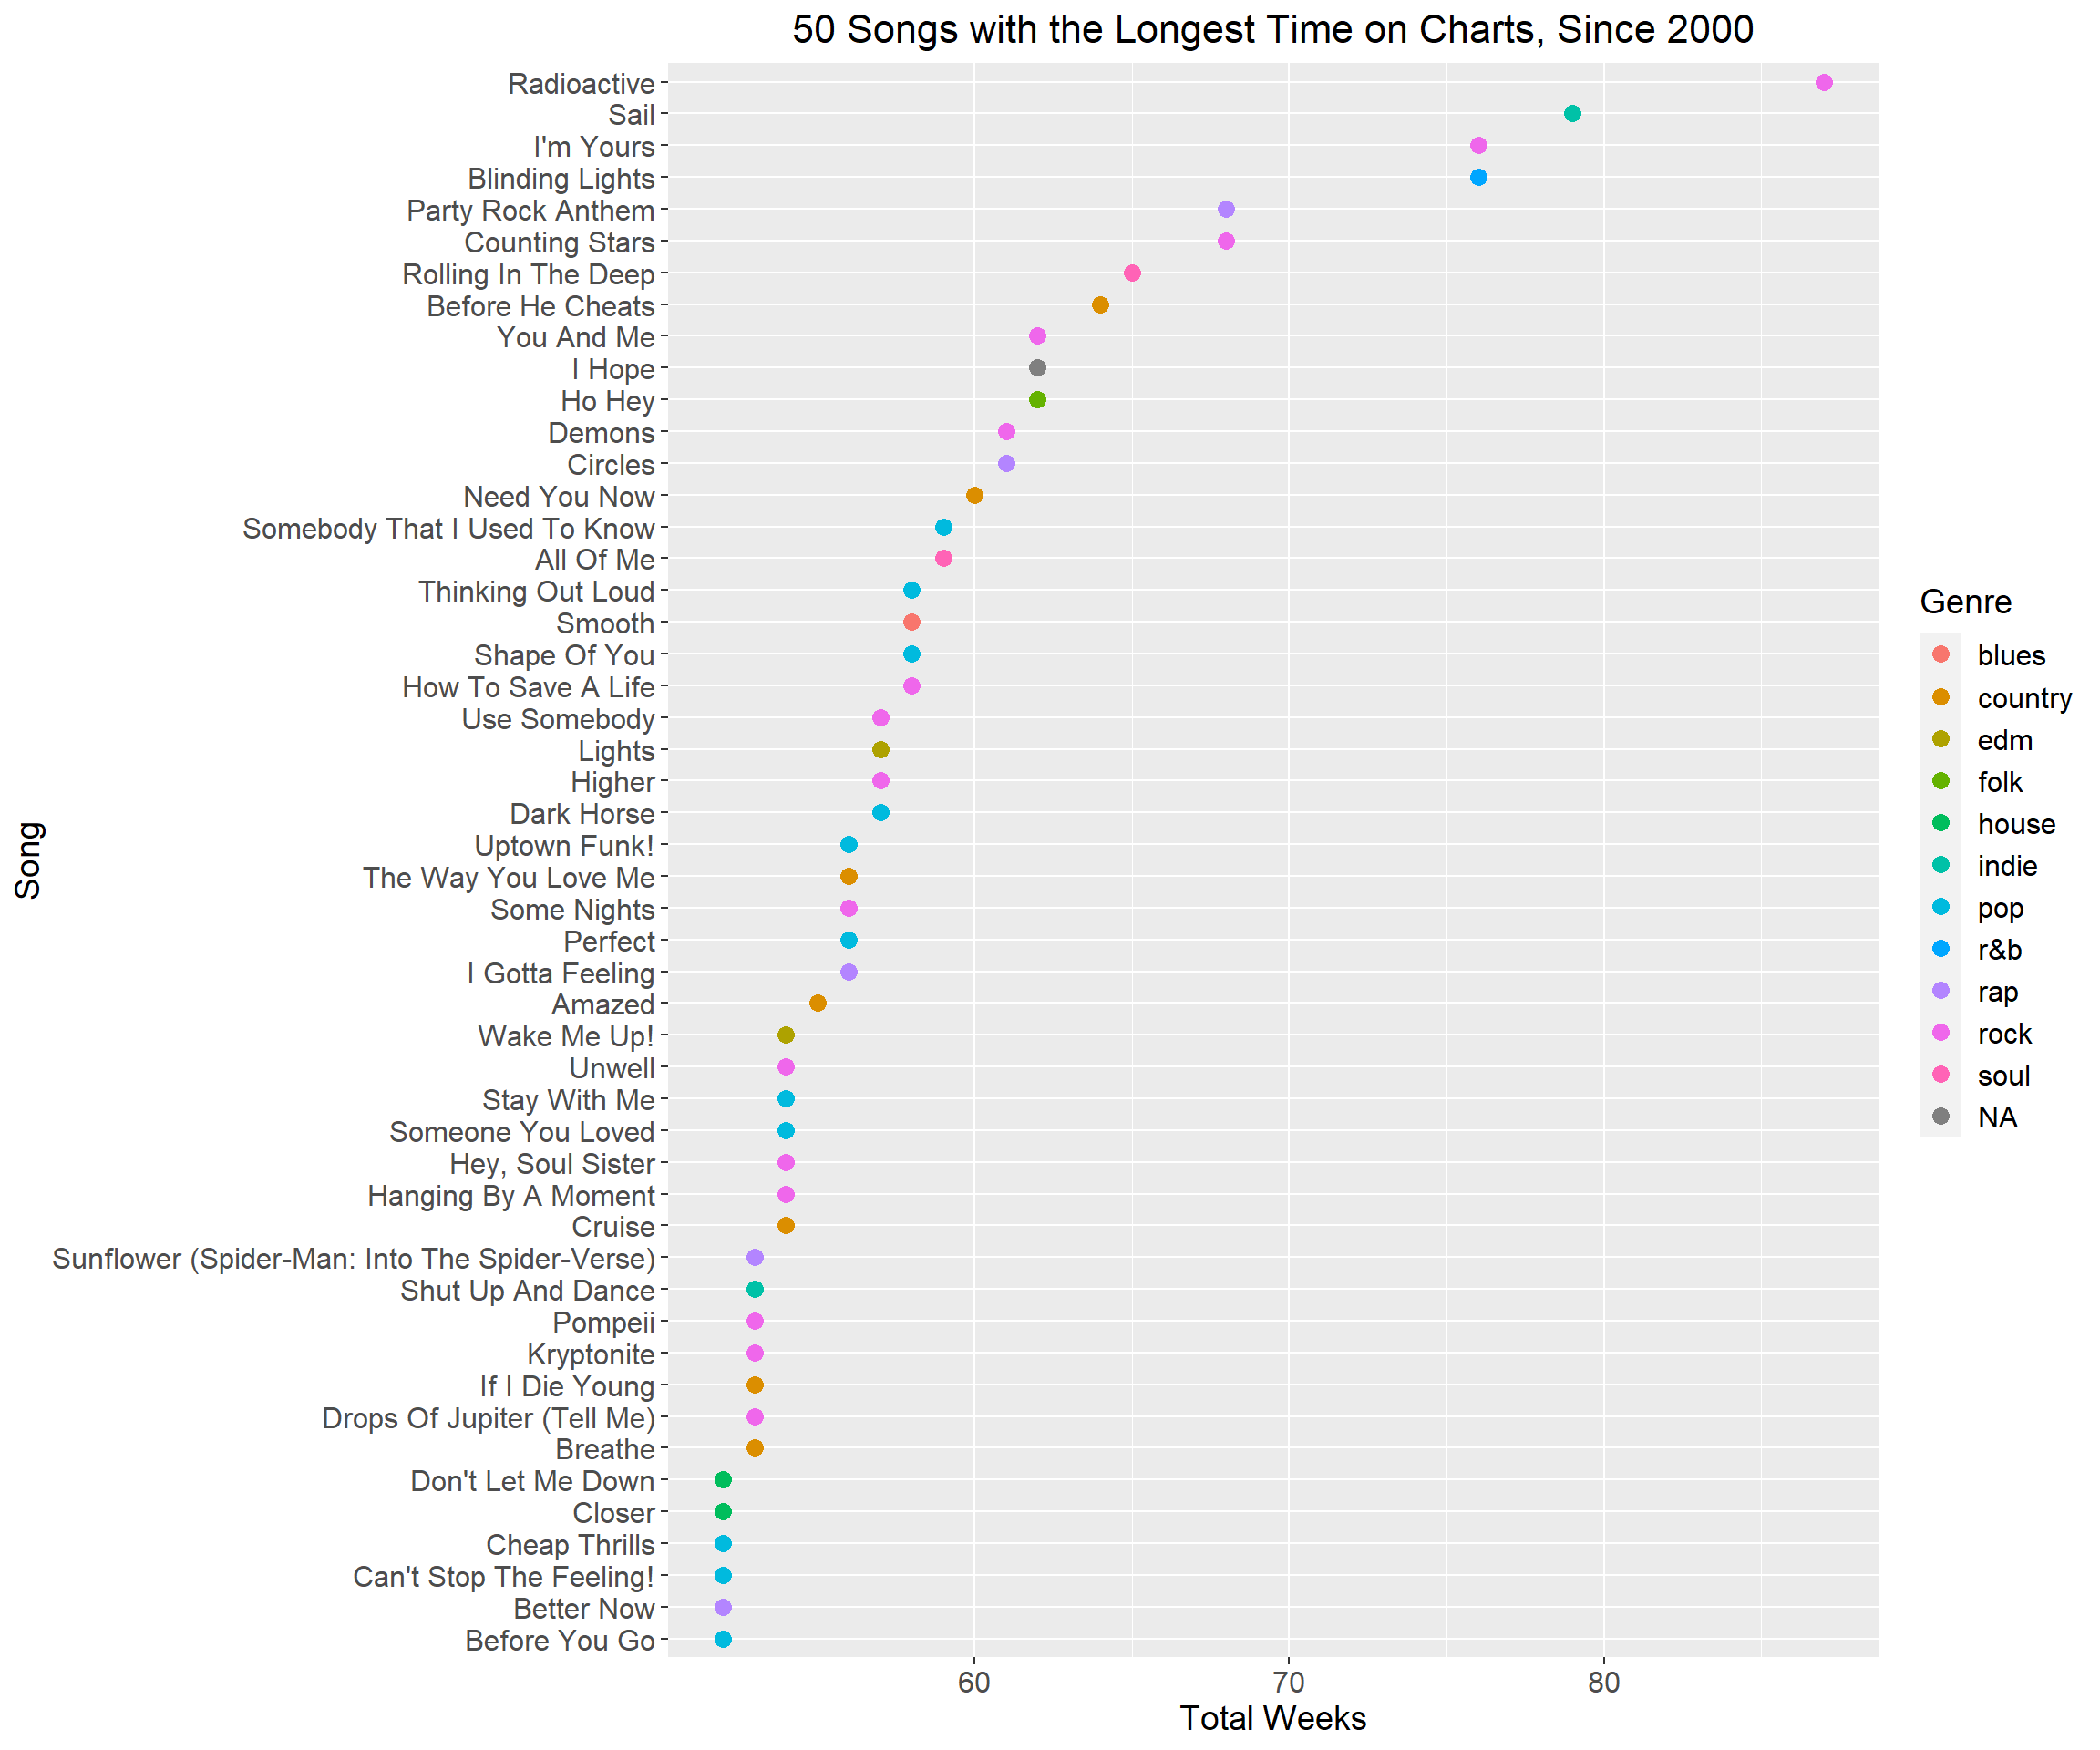 50 Songs with the Longest Time on Charts, Since 2000
Radioactive
Sail
I'm Yours
Blinding Lights
Party Rock Anthem
Counting Stars
Rolling In The Deep
Before He Cheats
You And Me
I Hope
Ho Hey
Demons
Circles
Need You Now
Somebody That I Used To Know
All Of Me
Thinking Out Loud
Smooth
Shape Of You
How To Save A Life
Use Somebody
Lights
Higher
Dark Horse
Uptown Funk!
The Way You Love Me
Some Nights
Perfect
I Gotta Feeling
Amazed
Wake Me Up!
Unwell
Stay With Me
Someone You Loved
Hey, Soul Sister
Hanging By A Moment
Cruise
Sunflower (Spider-Man: Into The Spider-Verse)
Shut Up And Dance
Pompeii
Kryptonite
If I Die Young
Drops Of Jupiter (Tell Me)
Breathe
Don't Let Me Down
Closer
Cheap Thrills
Can't Stop The Feeling!
Better Now
Before You Go
Song
60 70 80
Total Weeks
Genre
blues
country
edm
folk
house
indie
pop
r&b
rap
rock
soul
NA